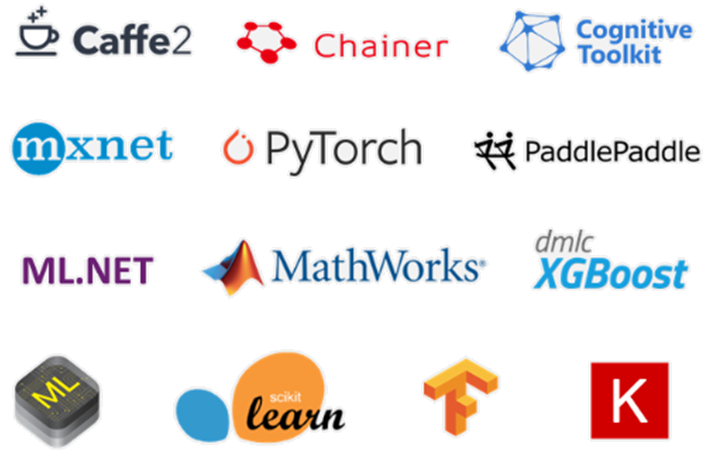 Caffe2
Chainer
Cognitive
Toolkit
mxnet
PyTorch
PaddlePaddle
ML.NET
MathWorks®
dmlc
XGBoost
ML
scikit
learn
K